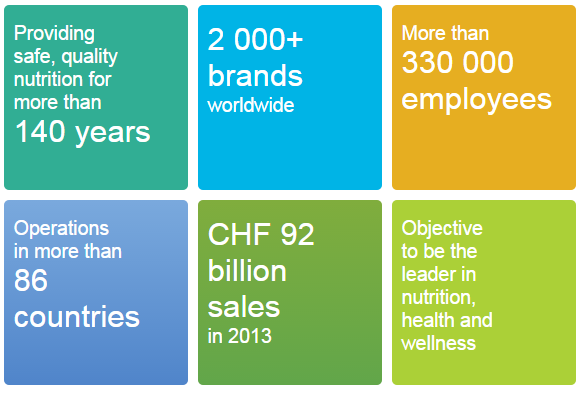 Providing
safe, quality
nutrition for
more than
140 years
2 000+
brands
worldwide
More than
330 000
employees
Operations
in more than
86
countries
CHF 92
billion
sales
in 2013
Objective
to be the
leader in
nutrition,
health and
wellness